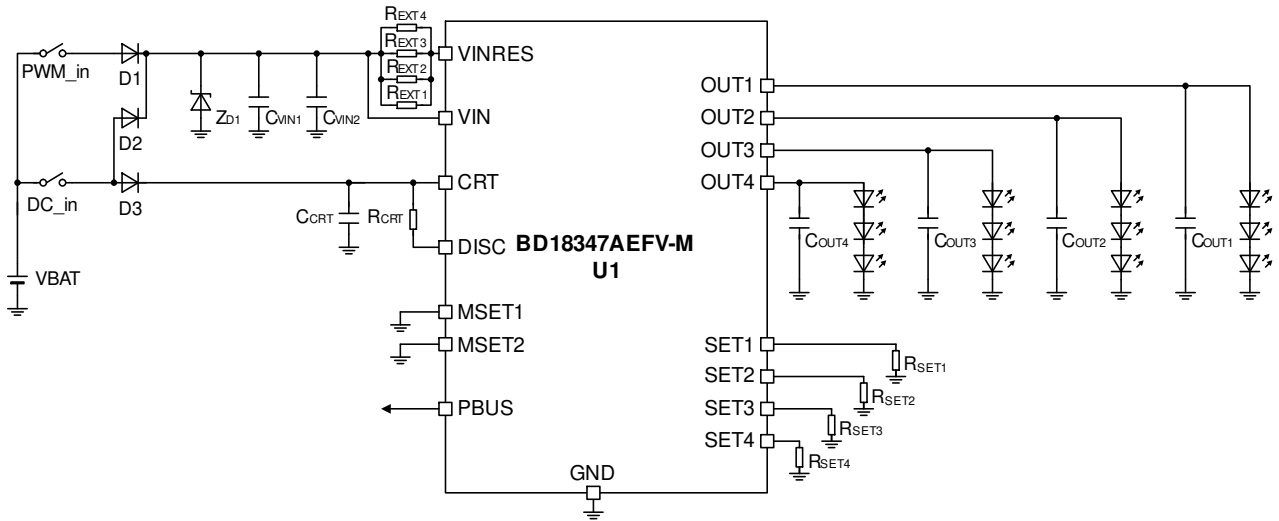 REXT4
REXT3
REXT2
REXT1
PWM_in
D1
D2
DC_in
D3
VBAT
ZD1
CVIN1
CVIN2
CCRT
RCRT
VINRES
VIN
CRT
DISC
MSET1
MSET2
PBUS
BD18347AEFV-M
U1
GND
OUT1
OUT2
OUT3
OUT4
SET1
SET2
SET3
SET4
COUT4
COUT3
COUT2
COUT1
RSET1
RSET2
RSET3
RSET4